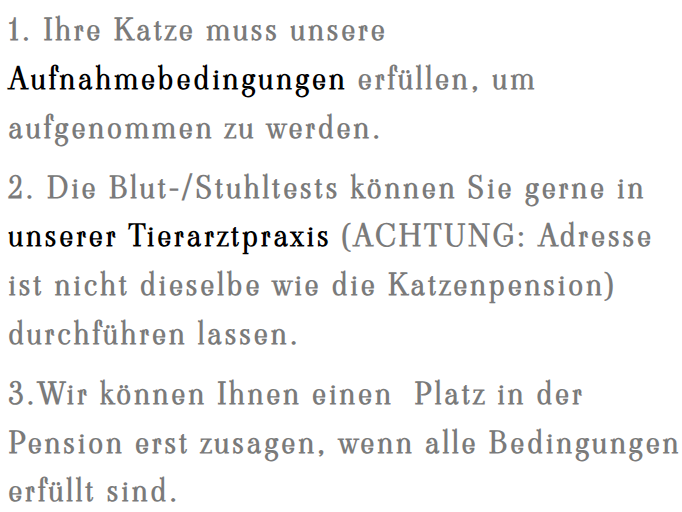 1. Ihre Katze muss unsere
Aufnahmebedingungen erfüllen, um
aufgenommen zu werden.
2. Die Blut-/Stuhltests können Sie gerne in
unserer Tierarztpraxis (ACHTUNG: Adresse
ist nicht dieselbe wie die Katzenpension)
durchführen lassen.
3.Wir können Ihnen einen  Platz in der
Pension erst zusagen, wenn alle Bedingungen
erfüllt sind.